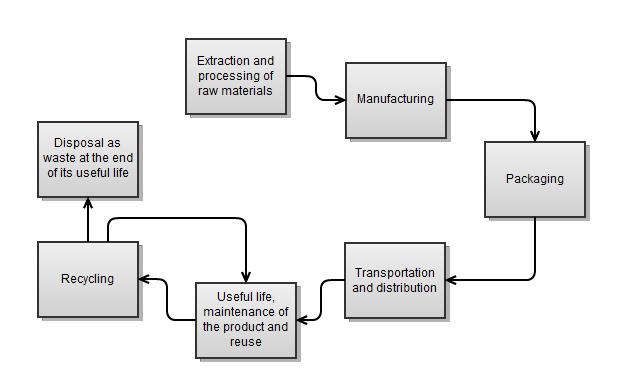 Extraction and
processing of
raw materials
Manufacturing
Packaging
Transportation
and distribution
Useful life,
maintenance of
the product and
reuse
Recycling
Disposal as
waste at the end
of its useful life